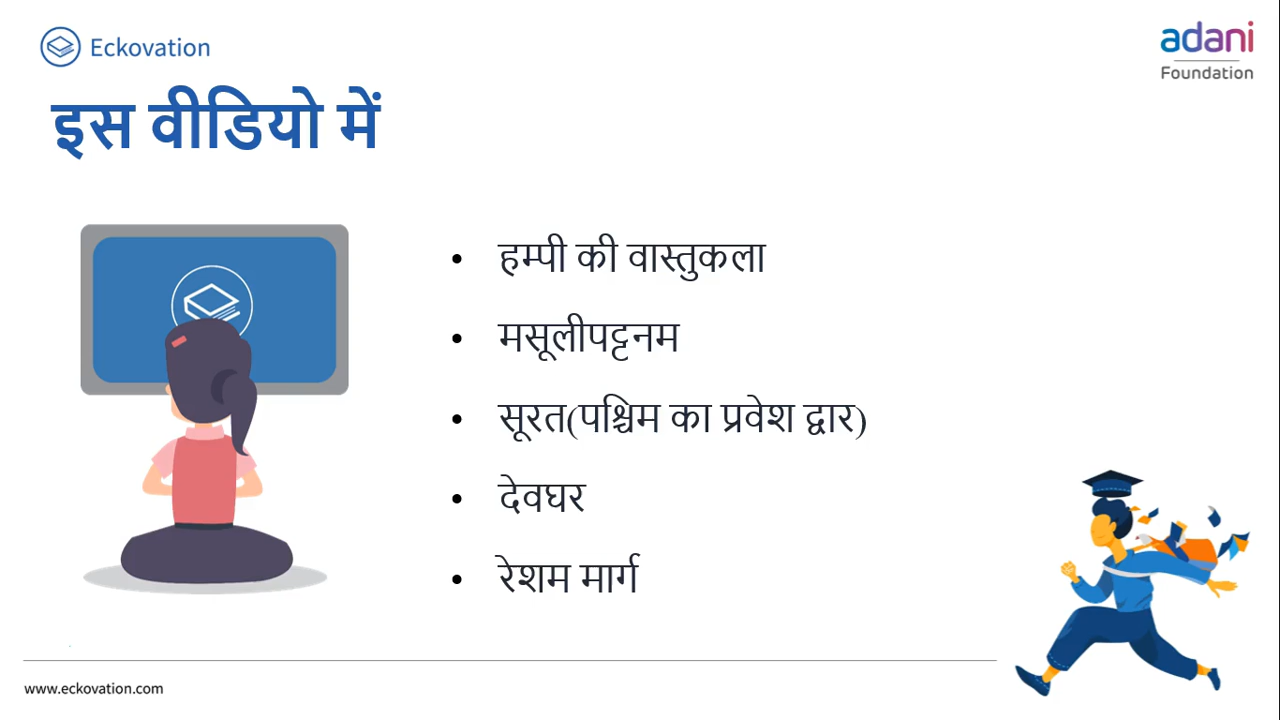 Eckovation
adani
Foundation
इस वीडियो में
• हम्पी की वास्तुकला
• मसूलीपट्टनम
• सूरत(पश्चिम का प्रवेश द्वार)
• देवघर
• रेशम मार्ग
www.eckovation.com